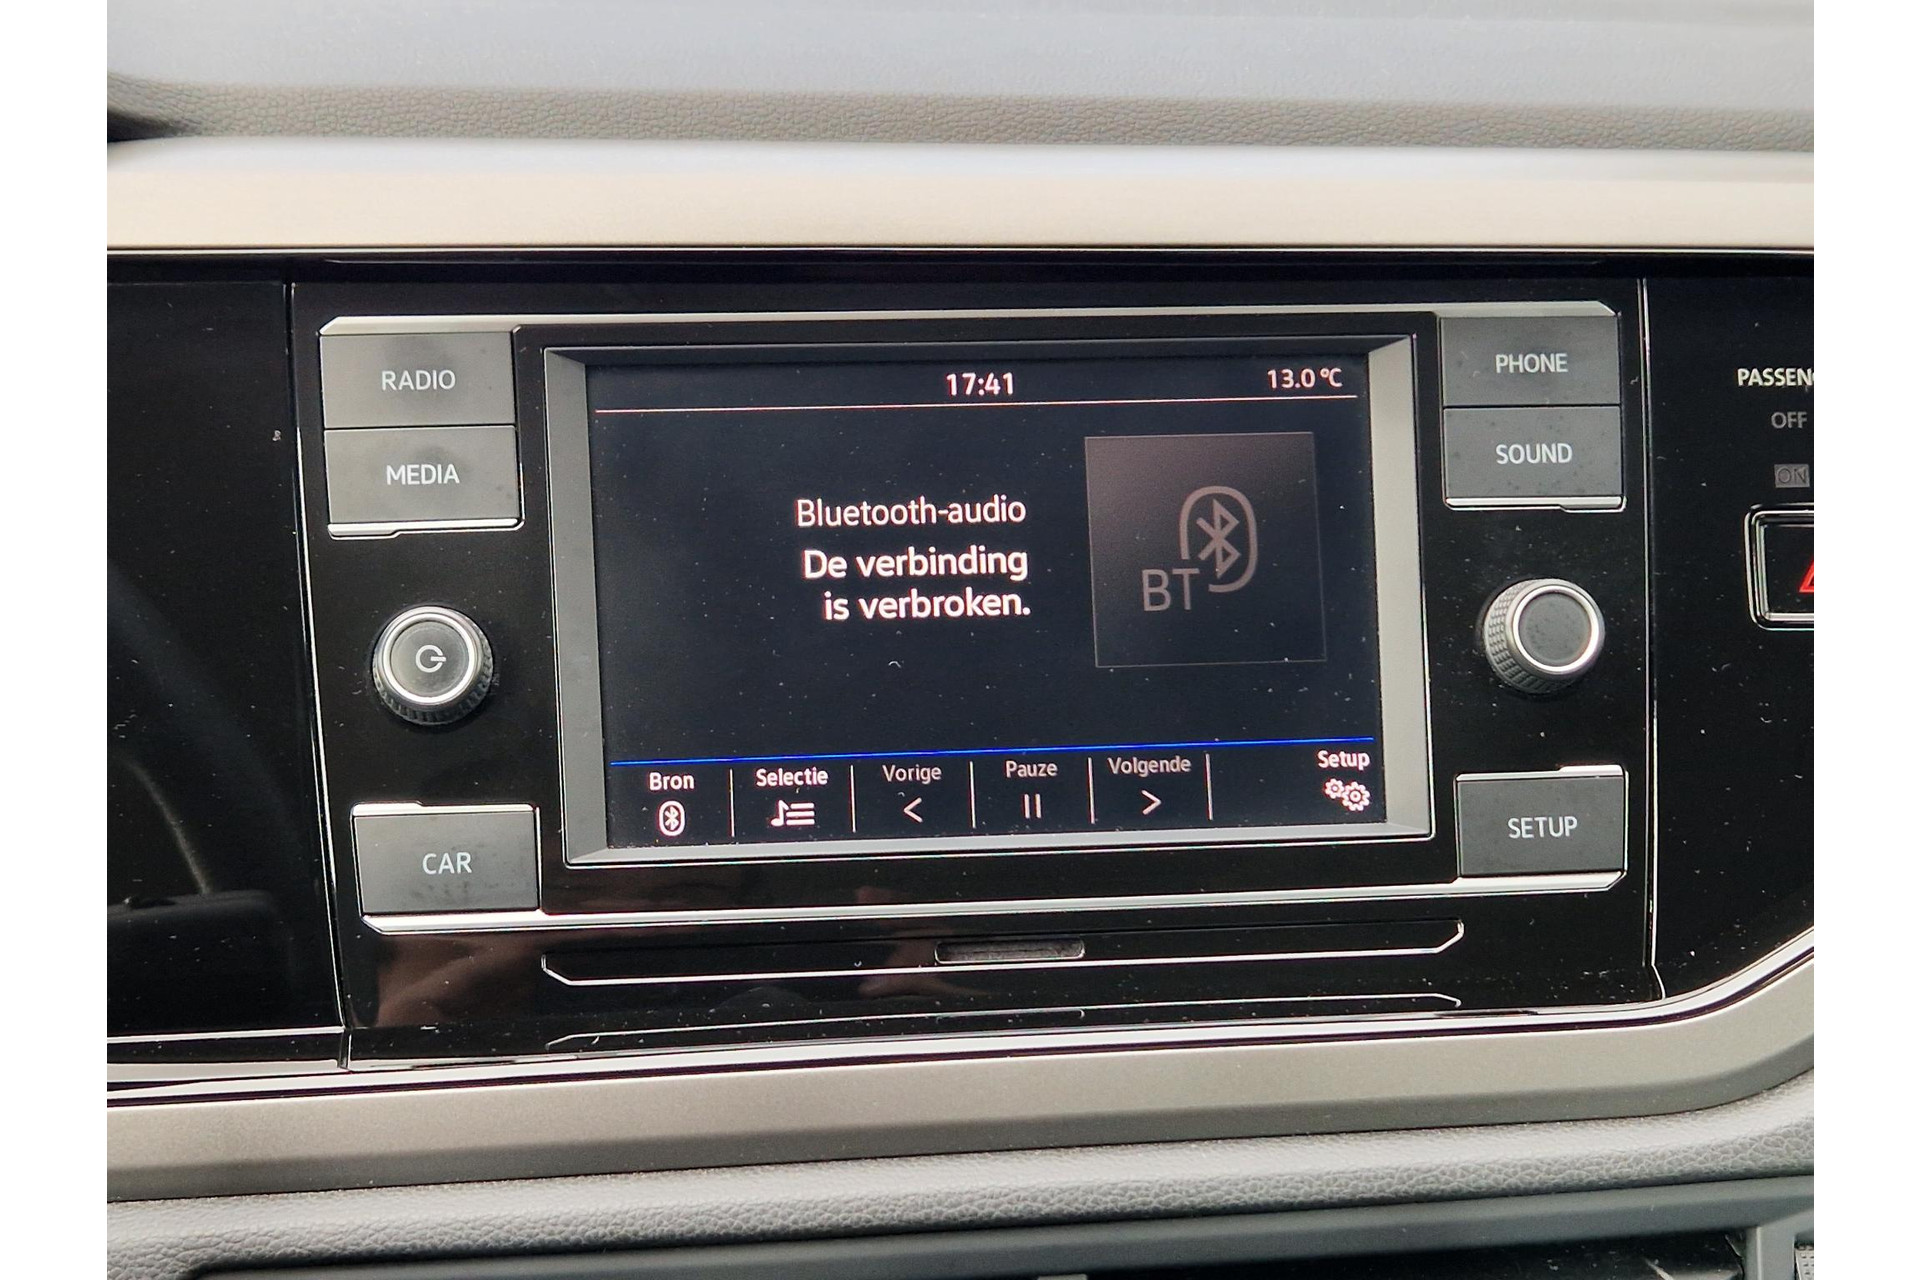 RADIO
MEDIA
CAR
17:41
13.0 °C
Bluetooth-audio
De verbinding
is verbroken.
BT
Bron
Selectie
Vorige
Pauze
Volgende
Setup
PHONE
SOUND
SETUP
OFF
ON